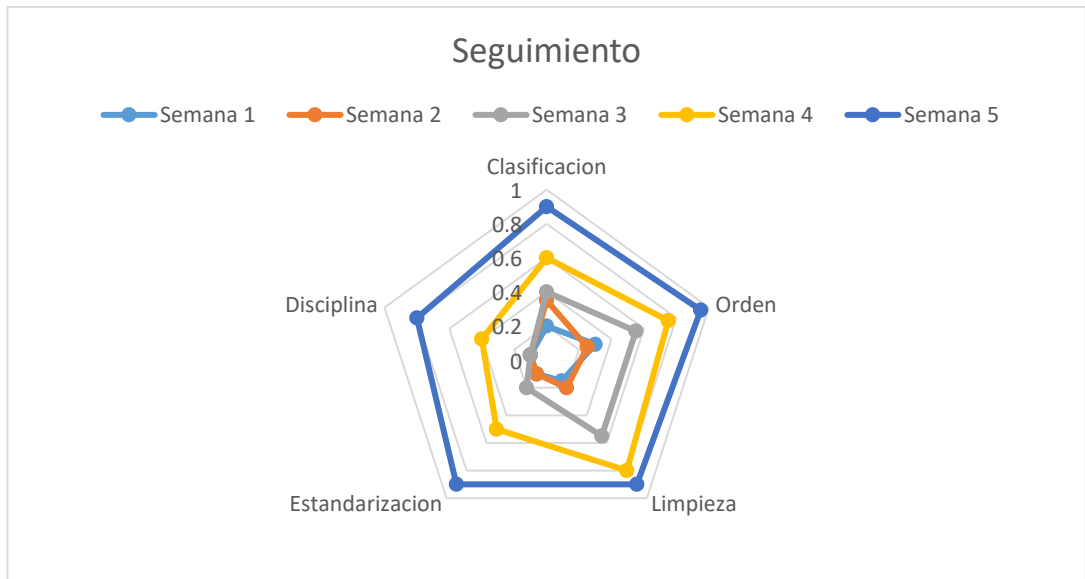 Seguimiento
Semana 1 Semana 2 Semana 3 Semana 4 Semana 5
Clasificacion
1
0.8
0.6
0.4
0.2
0
Disciplina
Orden
Estandarizacion
Limpieza